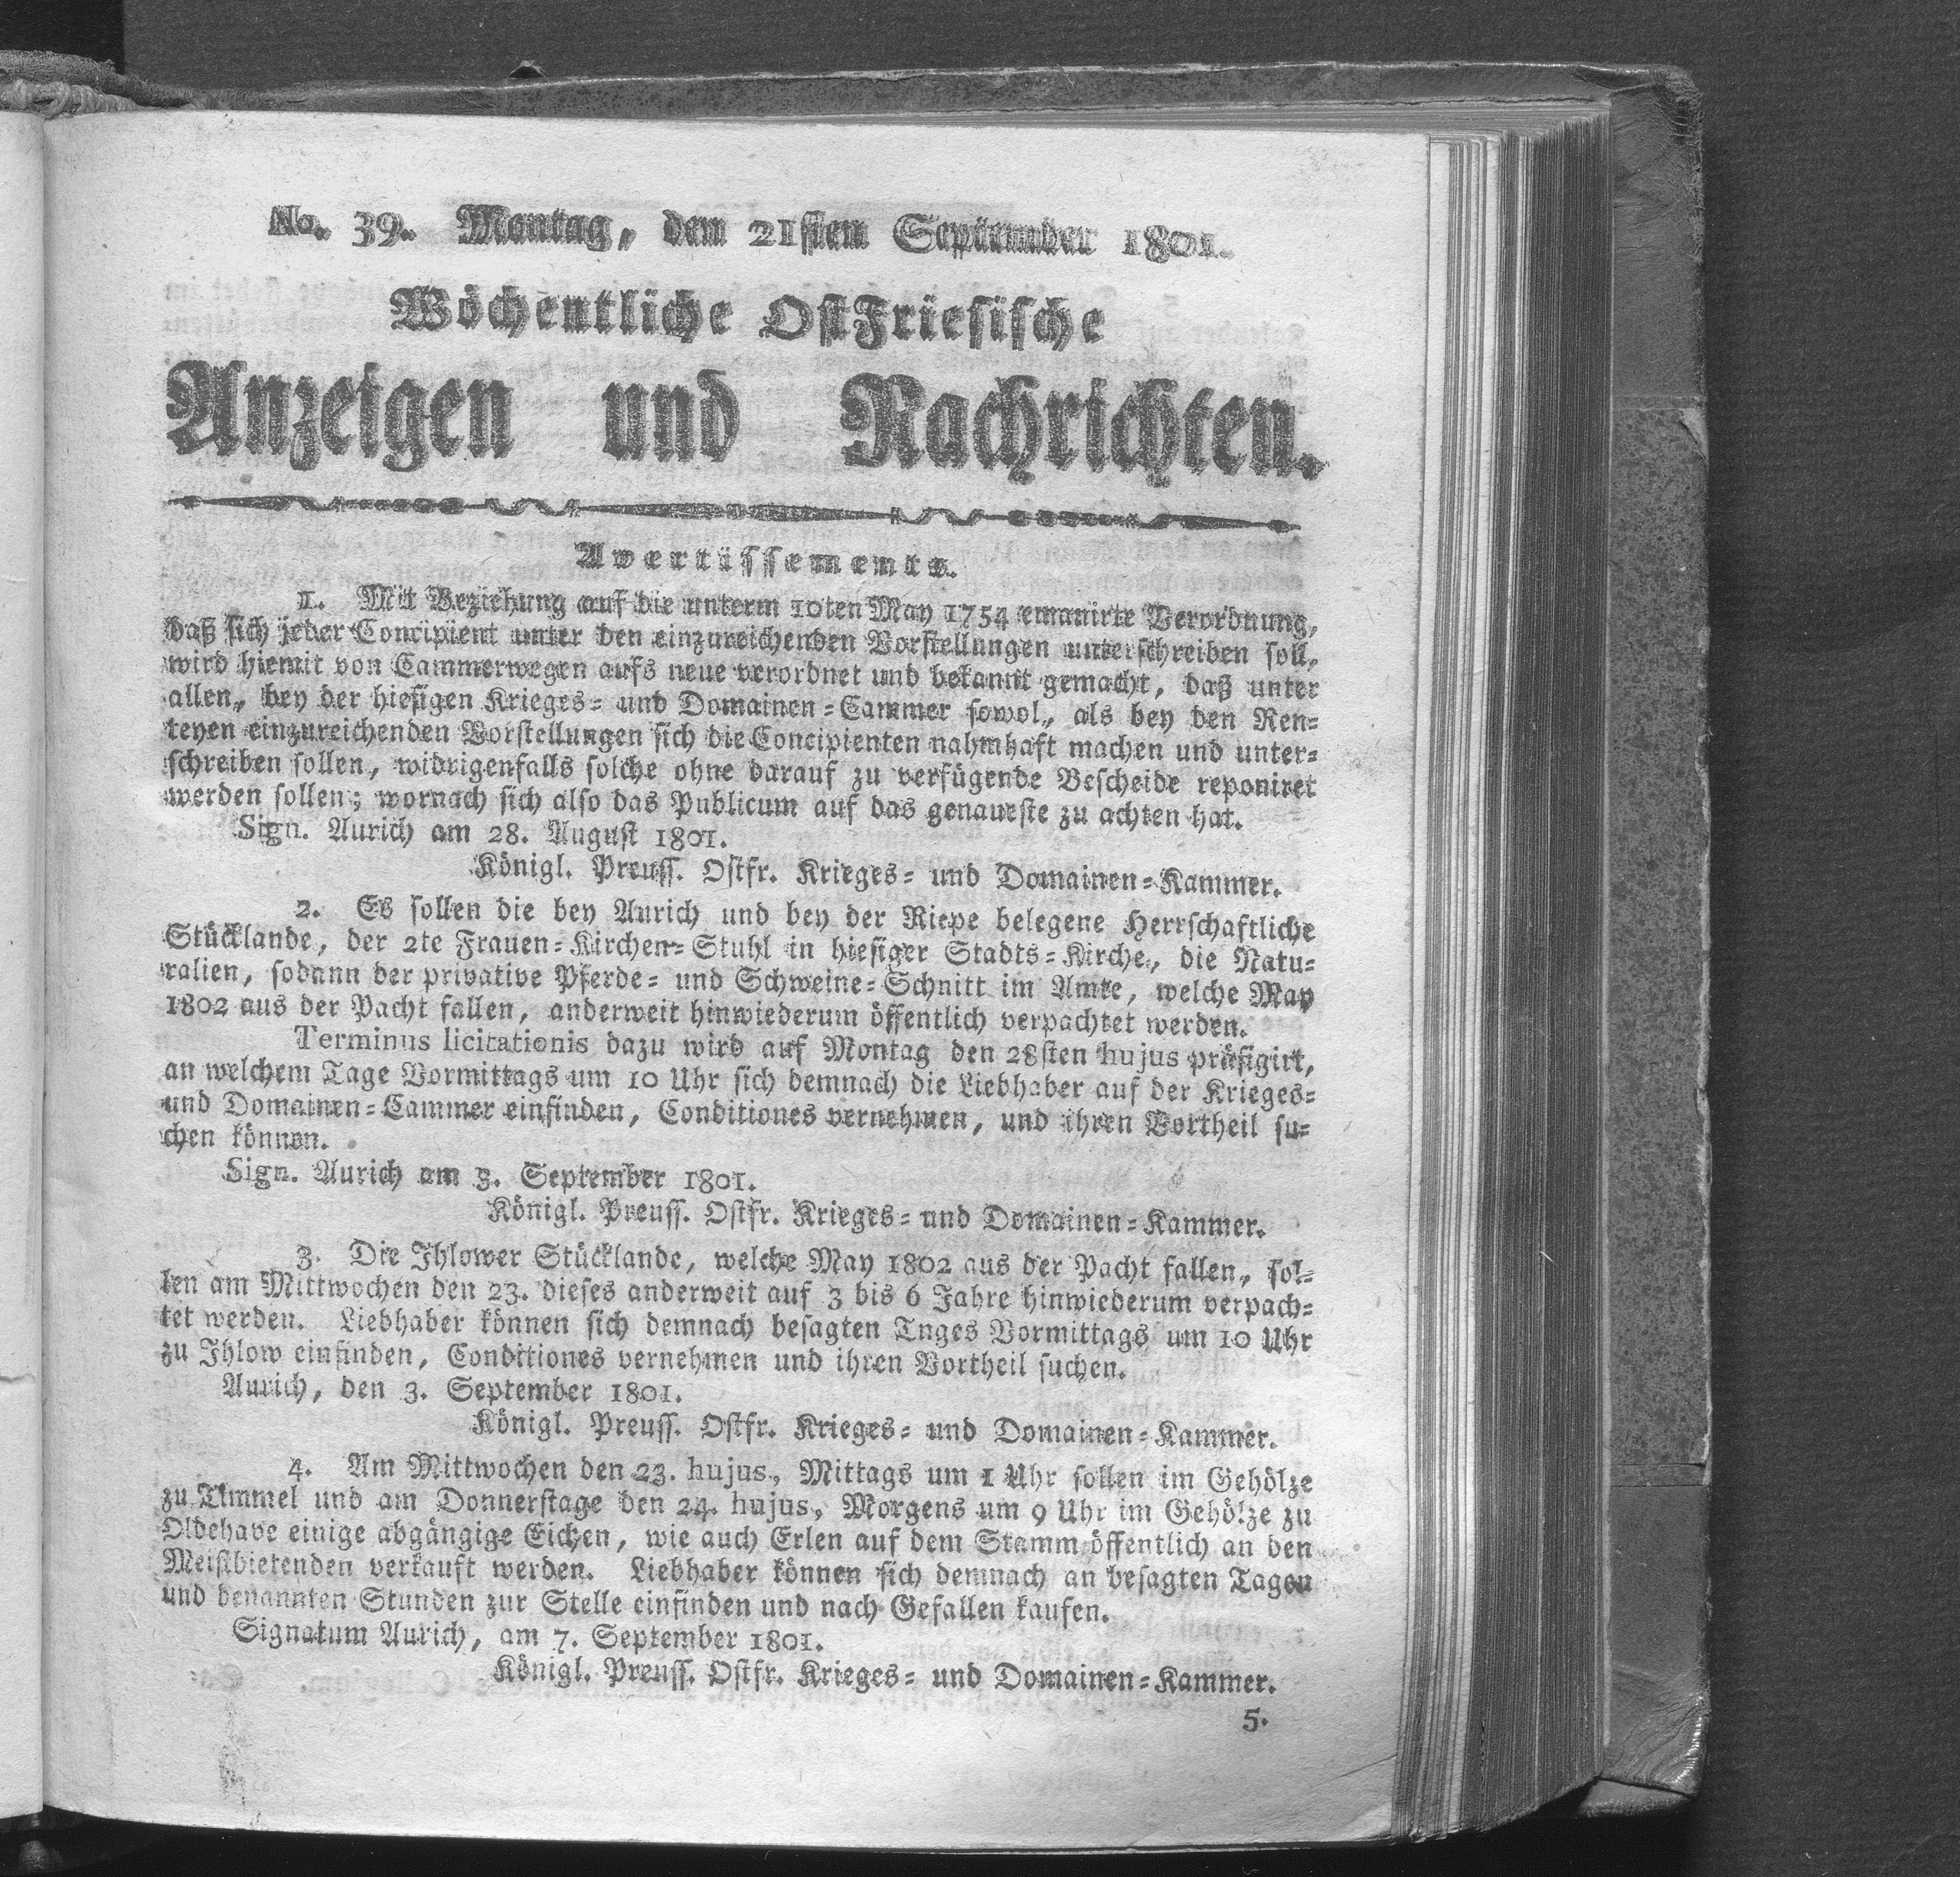 No. 39. Montag, dem 21sten September 1801.
Wöchentliche OstFriesische
Anzeigen und Nachrichten.
Avertissements.
1. Mit Beziehung auf die unterm 10ten May 1754 emanirte Verordnung,
daß sich jeder Concipient unter den einzureichenden Vorstellungen unterschreiben soll,
wird hiemit von Cammerwegen aufs neue verordnet und bekannt gemacht, daß unter
allen, bey der hiesigen Krieges- und Domainen-Cammer sowol, als bey den Ren-
teyen einzureichenden Vorstellungen sich die Concipienten nahmhaft machen und unter-
schreiben sollen, widrigenfalls solche ohne darauf zu verfügende Bescheide reponiret
werden sollen; wornach sich also das Publicum auf das genaueste zu achten hat.
Sign. Aurich am 28. August 1801.
Königl. Preuss. Ostfr. Krieges- und Domainen-Kammer.
2. Es sollen die bey Aurich und bey der Riepe belegene Herrschaftliche
Stücklande, der 2te Frauen-Kirchen-Stuhl in hiesiger Stadts-Kirche, die Natu-
ralien, sodann der privative Pferde- und Schweine-Schnitt im Amte, welche May
1802 aus der Pacht fallen, anderweit hinwiederum öffentlich verpachtet werden.
Terminus licitationis dazu wird auf Montag den 28sten hujus präfigirt,
an welchem Tage Vormittags um 10 Uhr sich demnach die Liebhaber auf der Krieges-
und Domainen-Cammer einfinden, Conditiones vernehmen, und ihren Vortheil su-
chen können.
Sign. Aurich am 3. September 1801.
Königl. Preuss. Ostfr. Krieges- und Domainen-Kammer.
3. Die Ihlower Stücklande, welche May 1802 aus der Pacht fallen, sol-
len am Mittwochen den 23. dieses anderweit auf 3 bis 6 Jahre hinwiederum verpach-
tet werden. Liebhaber können sich demnach besagten Tnges Vormittags um 10 Uhr
zu Ihlow einfinden, Conditiones vernehmen und ihren Vortheil suchen.
Aurich, den 3. September 1801.
Königl. Preuss. Ostfr. Krieges- und Domainen-Kammer.
4. Am Mittwochen den 23. hujus, Mittags um 1 Uhr sollen im Gehölze
zu Timmel und am Donnerstage den 24. hujus, Morgens um 9 Uhr im Gehölze zu
Oldehave einige abgängige Eichen, wie auch Erlen auf dem Stamm öffentlich an den
Meistbietenden verkauft werden. Liebhaber können sich demnach an besagten Tagen
und benannten Stunden zur Stelle einfinden und nach Gefallen kaufen.
Signatum Aurich, am 7. September 1801.
Königl. Preuss. Ostfr. Krieges- und Domainen-Kammer.
5.